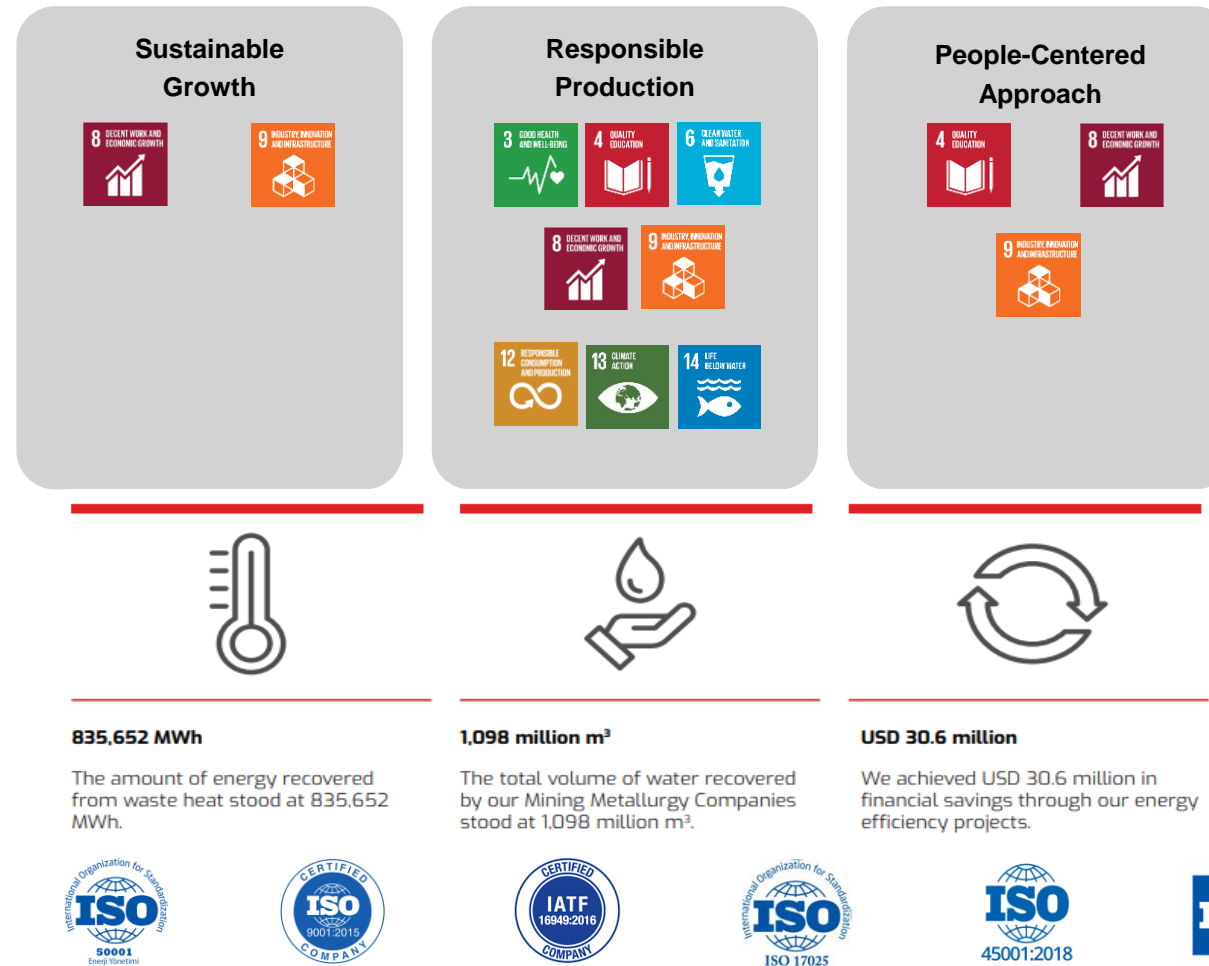 Sustainable
Growth
8 DECENT WORK AND
ECONOMIC GROWTH
9 INDUSTRY, INNOVATION
AND INFRASTRUCTURE
Responsible
Production
3 GOOD HEALTH
AND WELL-BEING
4 QUALITY
EDUCATION
6 CLEAN WATER
AND SANITATION
8 DECENT WORK AND
ECONOMIC GROWTH
9 INDUSTRY, INNOVATION
AND INFRASTRUCTURE
12 RESPONSIBLE
CONSUMPTION
AND PRODUCTION
13 CLIMATE
ACTION
14 LIFE
BELOW WATER
People-Centered
Approach
4 QUALITY
EDUCATION
8 DECENT WORK AND
ECONOMIC GROWTH
9 INDUSTRY, INNOVATION
AND INFRASTRUCTURE
835,652 MWh
The amount of energy recovered
from waste heat stood at 835,652
MWh.
1,098 million m³
The total volume of water recovered
by our Mining Metallurgy Companies
stood at 1,098 million m³.
USD 30.6 million
We achieved USD 30.6 million in
financial savings through our energy
efficiency projects.
International Organization for Standardization
ISO
50001
Enerji Yönetimi
CERTIFIED
ISO
9001:2015
COMPANY
CERTIFIED
IATF
16949:2016
COMPANY
International Organization for Standardization
ISO
ISO 17025
ISO
45001:2018